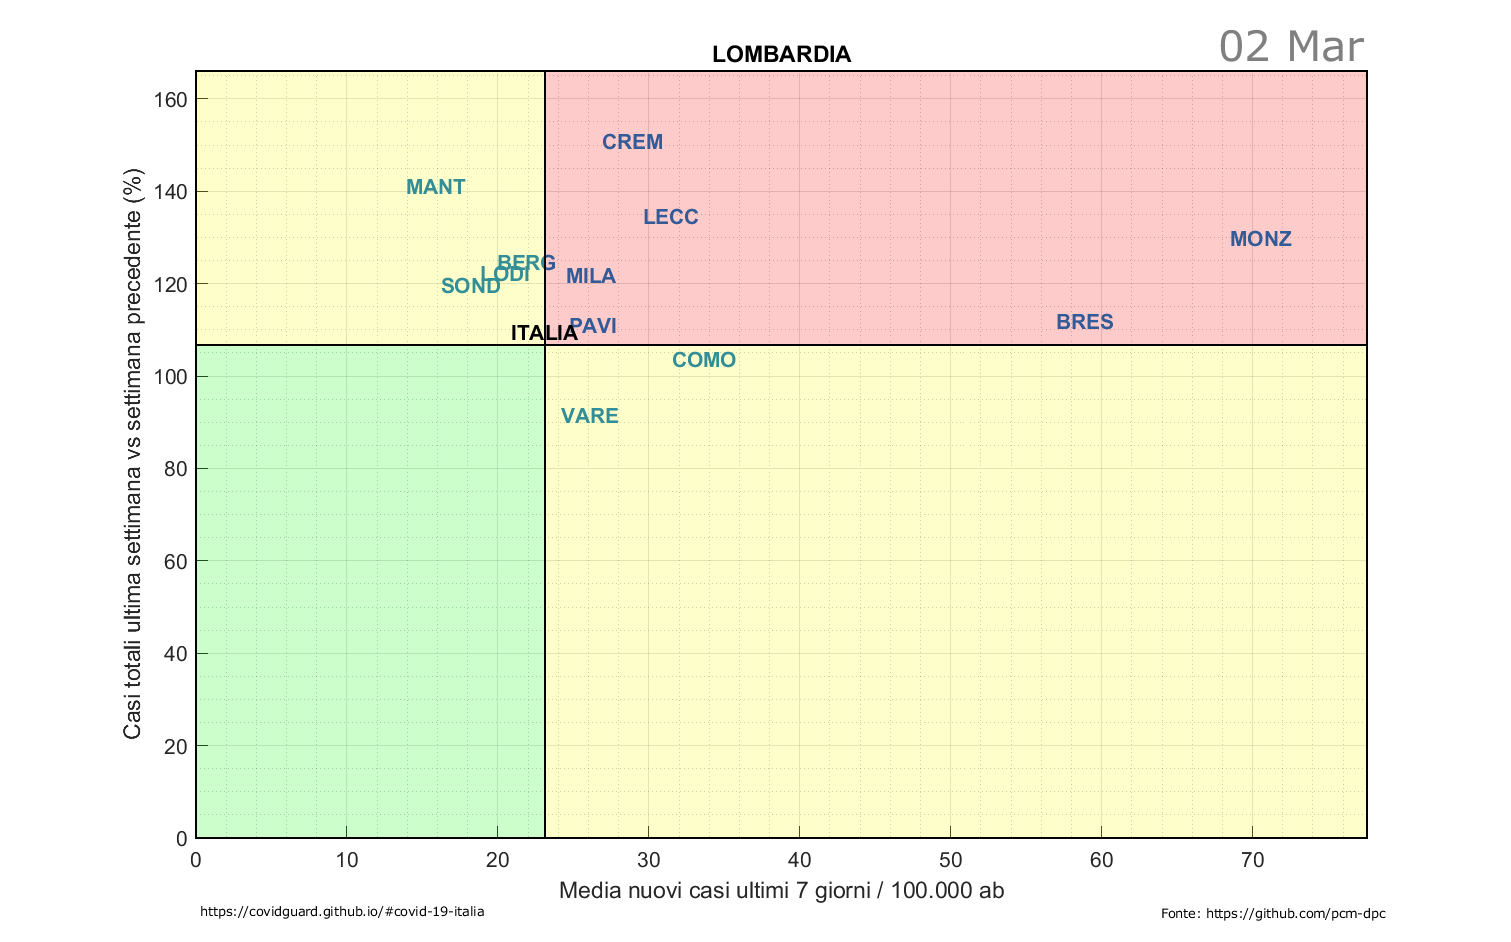 02 Mar
LOMBARDIA
Casi totali ultima settimana vs settimana precedente (%)
160
140
120
100
80
60
40
20
0
CREM
MANT
LECC
MONZ
BERG
LODI
MILA
SOND
BRES
PAVI
ITALIA
COMO
VARE
0 10 20 30 40 50 60 70
Media nuovi casi ultimi 7 giorni / 100.000 ab
https://covidguard.github.io/#covid-19-italia
Fonte: https://github.com/pcm-dpc